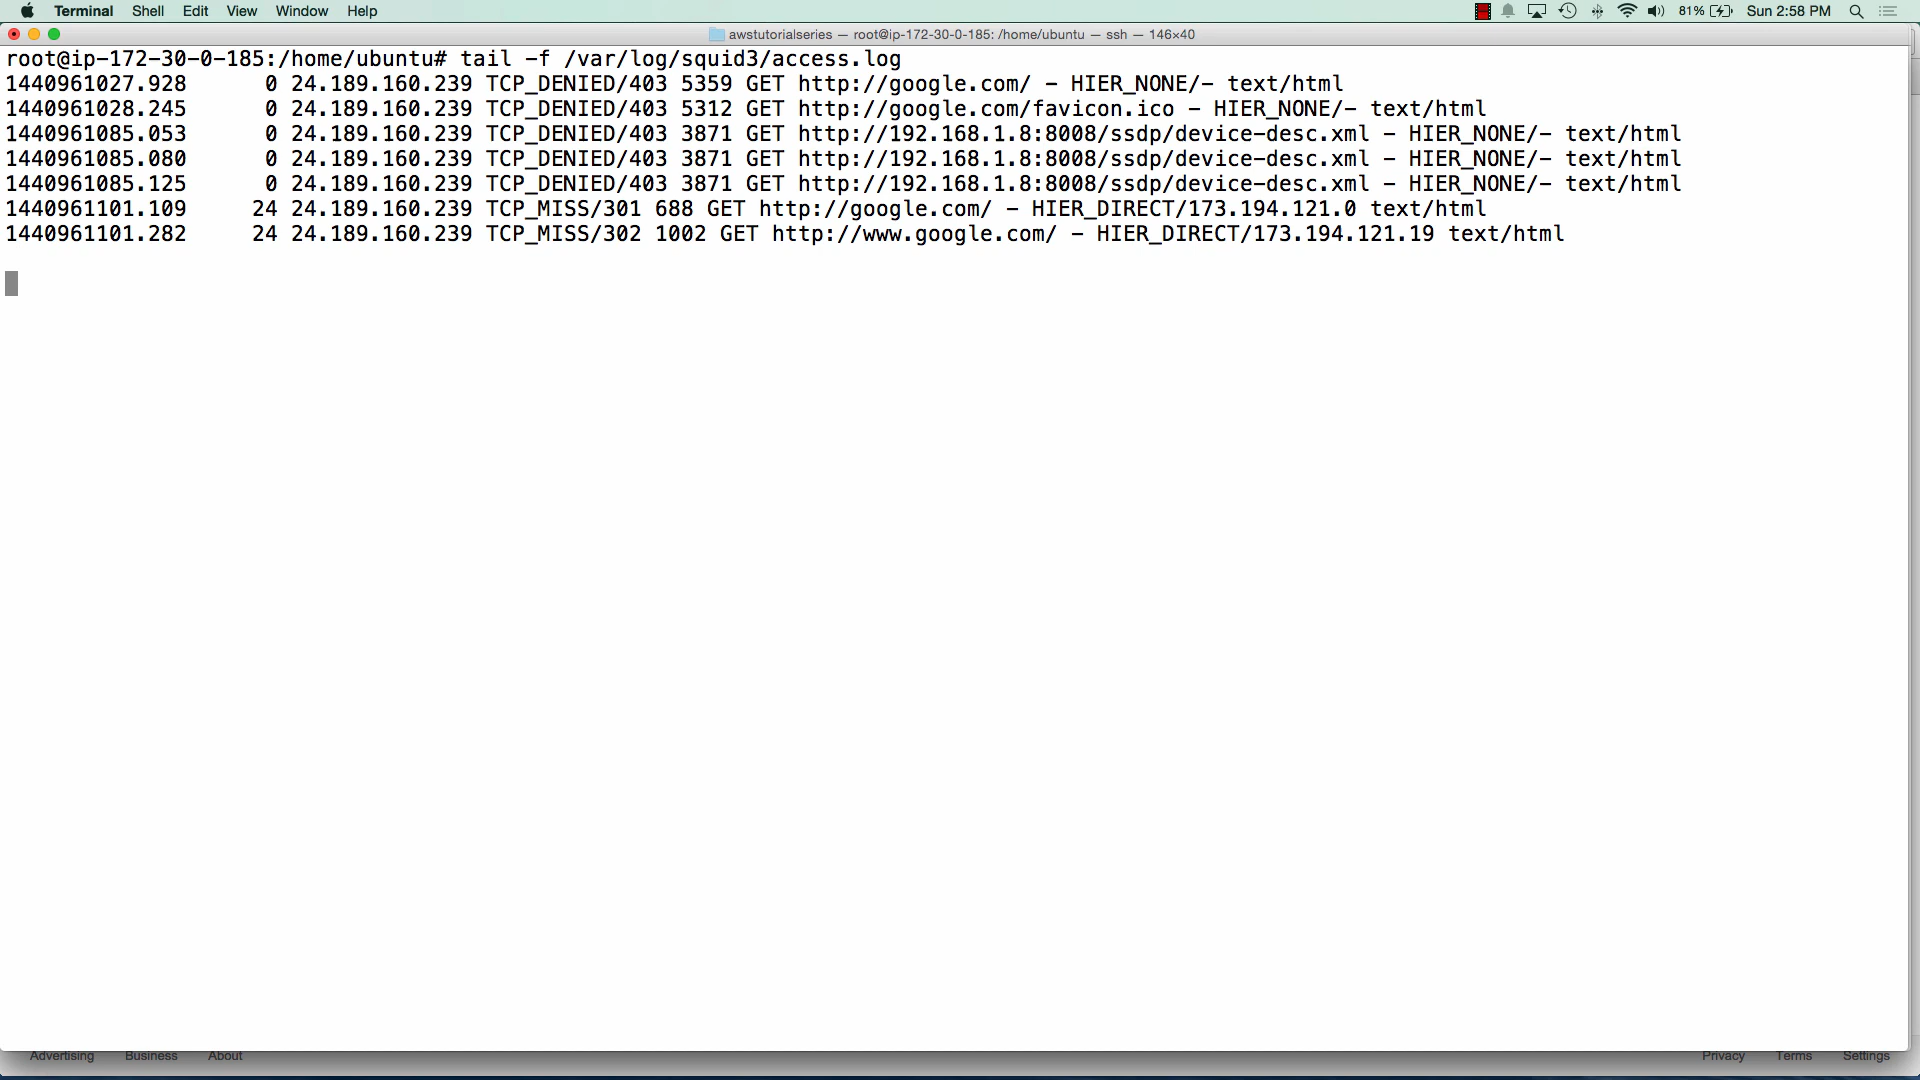 Terminal Shell Edit View Window Help 81% Sun 2:58 PM
awstutorialseries — root@ip-172-30-0-185: /home/ubuntu — ssh — 146×40
root@ip-172-30-0-185:/home/ubuntu# tail -f /var/log/squid3/access.log
1440961027.928      0 24.189.160.239 TCP_DENIED/403 5359 GET http://google.com/ - HIER_NONE/- text/html
1440961028.245      0 24.189.160.239 TCP_DENIED/403 5312 GET http://google.com/favicon.ico - HIER_NONE/- text/html
1440961085.053      0 24.189.160.239 TCP_DENIED/403 3871 GET http://192.168.1.8:8008/ssdp/device-desc.xml - HIER_NONE/- text/html
1440961085.080      0 24.189.160.239 TCP_DENIED/403 3871 GET http://192.168.1.8:8008/ssdp/device-desc.xml - HIER_NONE/- text/html
1440961085.125      0 24.189.160.239 TCP_DENIED/403 3871 GET http://192.168.1.8:8008/ssdp/device-desc.xml - HIER_NONE/- text/html
1440961101.109     24 24.189.160.239 TCP_MISS/301 688 GET http://google.com/ - HIER_DIRECT/173.194.121.0 text/html
1440961101.282     24 24.189.160.239 TCP_MISS/302 1002 GET http://www.google.com/ - HIER_DIRECT/173.194.121.19 text/html
Advertising Business About Privacy Terms Settings